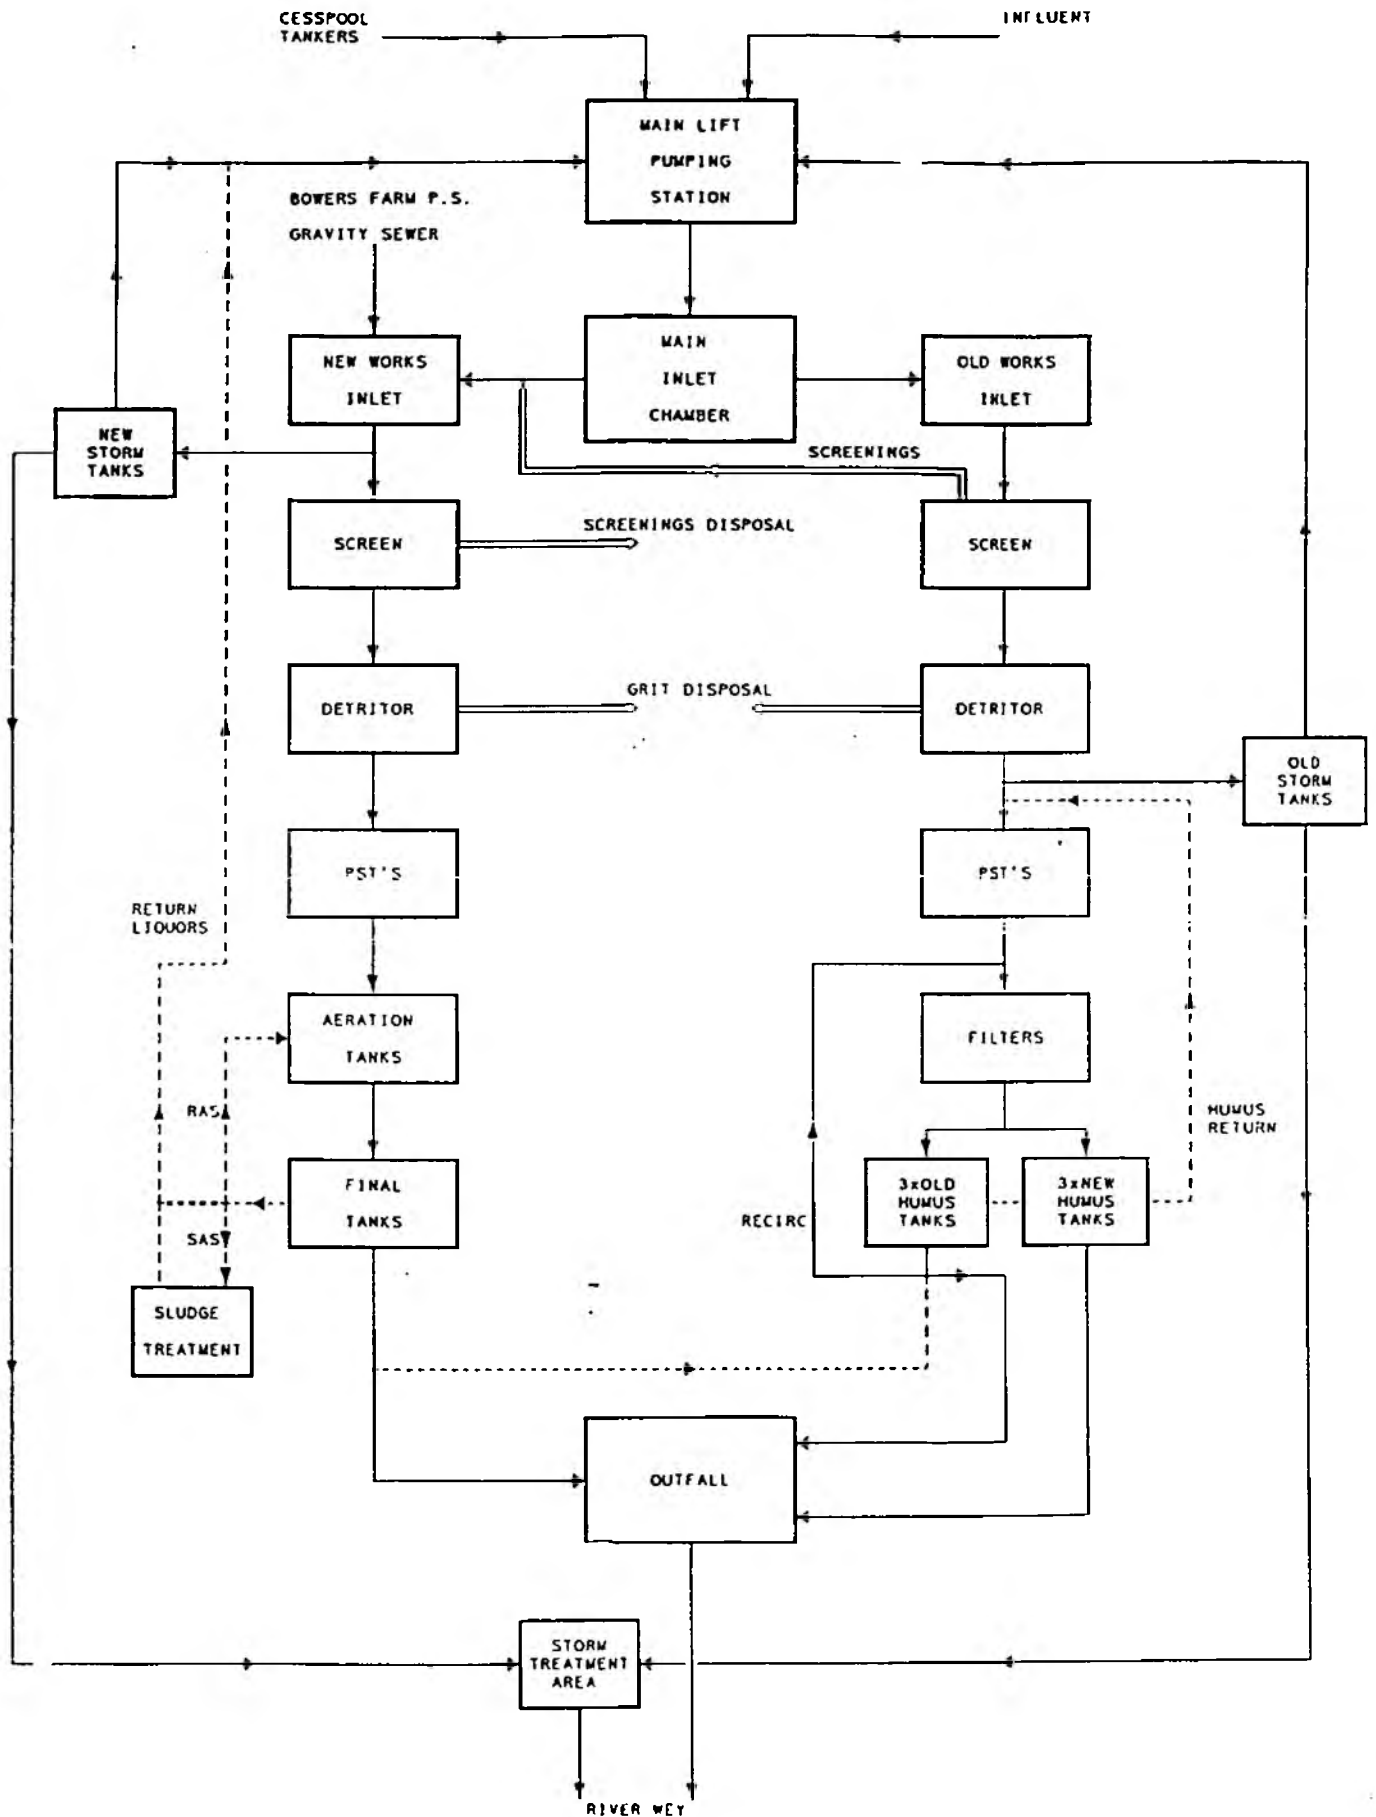 CESSPOOL
TANKERS
INFLUENT
MAIN LIFT
PUMPING
STATION
BOWERS FARM P.S.
GRAVITY SEWER
NEW WORKS
INLET
MAIN
INLET
CHAMBER
OLD WORKS
INLET
NEW
STORM
TANKS
SCREENINGS
SCREEN
SCREENINGS DISPOSAL
SCREEN
DETRITOR
GRIT DISPOSAL
DETRITOR
OLD
STORM
TANKS
PST'S
PST'S
RETURN
LIQUORS
AERATION
TANKS
FILTERS
RAS
HUMUS
RETURN
FINAL
TANKS
3xOLD
HUMUS
TANKS
3xNEW
HUMUS
TANKS
RECIRC
SAS
SLUDGE
TREATMENT
OUTFALL
STORM
TREATMENT
AREA
RIVER WEY